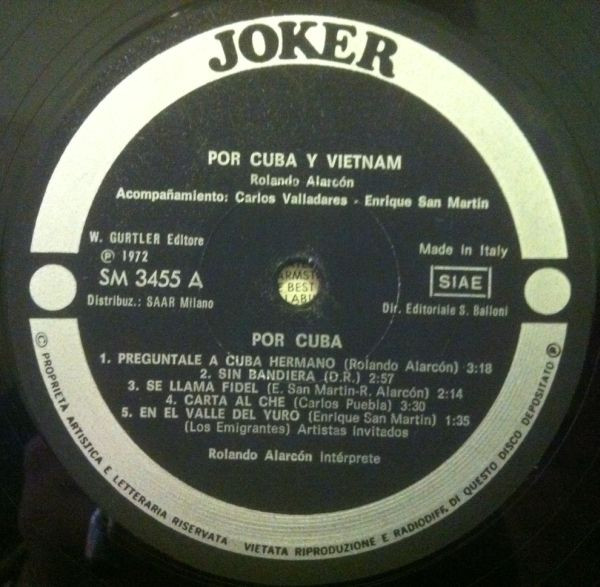 JOKER
POR CUBA Y VIETNAM
Rolando Alarcón
Acompañamiento: Carlos Valladares - Enrique San Martin
W. GURTLER Editore
Ⓟ 1972
SM 3455 A
Distribuz.: SAAR Milano
Made in Italy
SIAE
Dir. Editoriale S. Balloni
ARMST
BEST
LABI
POR CUBA
1. PREGUNTALE A CUBA HERMANO (Rolando Alarcón) 3:18
2. SIN BANDIERA (D.R.) 2:57
3. SE LLAMA FIDEL (E. San Martin-R. Alarcón) 2:14
4. CARTA AL CHE (Carlos Puebla) 3:30
5. EN EL VALLE DEL YURO (Enrique San Martin) 1:35
(Los Emigrantes) Artistas invitados
Rolando Alarcón Intérprete
© PROPRIETÀ ARTISTICA E LETTERARIA RISERVATA - VIETATA RIPRODUZIONE E RADIODIFF. DI QUESTO DISCO DEPOSITATO Ⓟ